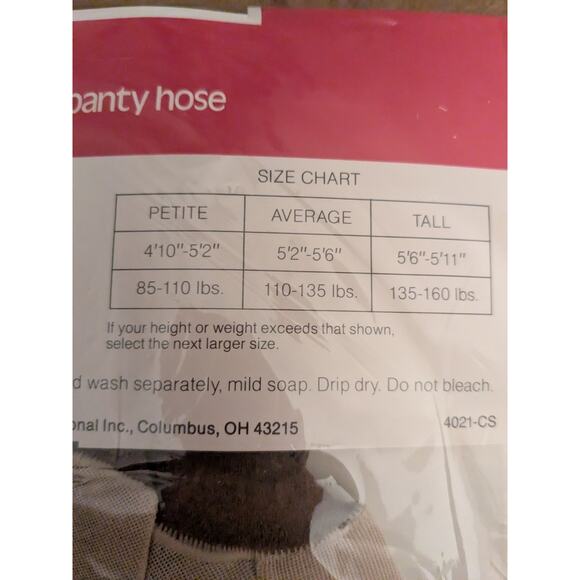 panty hose
SIZE CHART
PETITE AVERAGE TALL
4'10"-5'2" 5'2"-5'6" 5'6"-5'11"
85-110 lbs. 110-135 lbs. 135-160 lbs.
If your height or weight exceeds that shown,
select the next larger size.
d wash separately, mild soap. Drip dry. Do not bleach.
onal Inc., Columbus, OH 43215 4021-CS